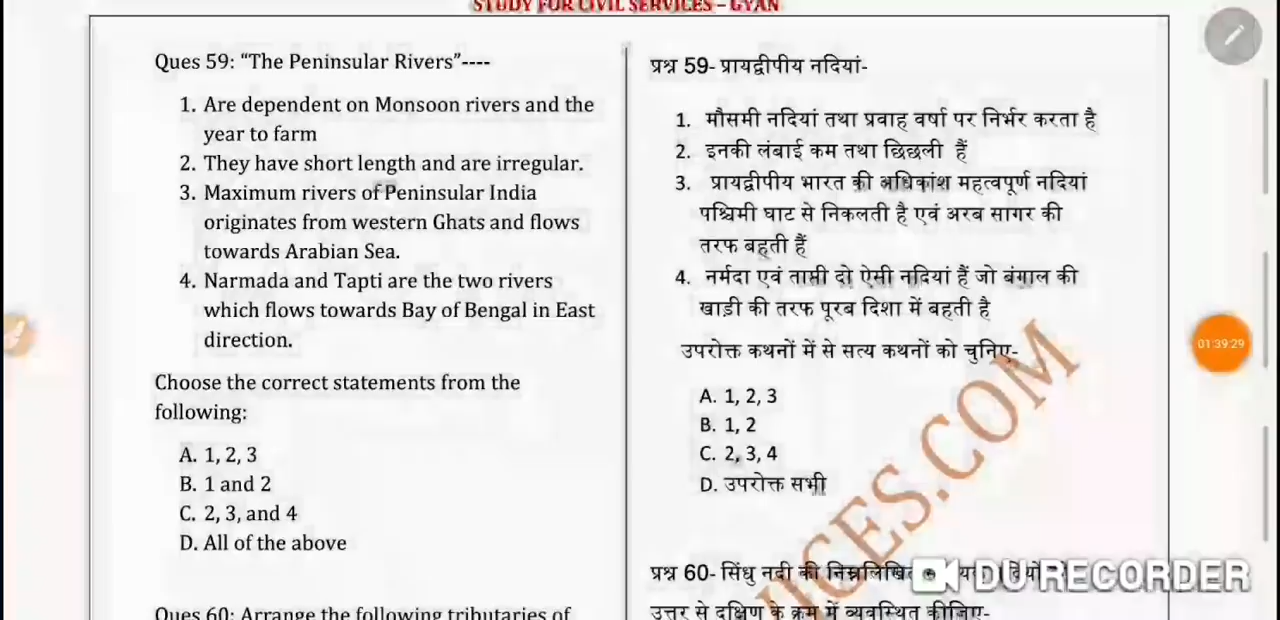 STUDY FOR CIVIL SERVICES – GYAN
Ques 59: “The Peninsular Rivers”----
1. Are dependent on Monsoon rivers and the
year to farm
2. They have short length and are irregular.
3. Maximum rivers of Peninsular India
originates from western Ghats and flows
towards Arabian Sea.
4. Narmada and Tapti are the two rivers
which flows towards Bay of Bengal in East
direction.
Choose the correct statements from the
following:
A. 1, 2, 3
B. 1 and 2
C. 2, 3, and 4
D. All of the above
Ques 60: Arrange the following tributaries of
प्रश्न 59- प्रायद्वीपीय नदियां-
1. मौसमी नदियां तथा प्रवाह वर्षा पर निर्भर करता है
2. इनकी लंबाई कम तथा छिछली हैं
3. प्रायद्वीपीय भारत की अधिकांश महत्वपूर्ण नदियां
पश्चिमी घाट से निकलती है एवं अरब सागर की
तरफ बहती हैं
4. नर्मदा एवं ताप्ती दो ऐसी नदियां हैं जो बंगाल की
खाड़ी की तरफ पूरब दिशा में बहती है
उपरोक्त कथनों में से सत्य कथनों को चुनिए-
A. 1, 2, 3
B. 1, 2
C. 2, 3, 4
D. उपरोक्त सभी
प्रश्न 60- सिंधु नदी की निम्नलिखित
उत्तर से दक्षिण के क्रम में व्यवस्थित कीजिए-
01:39:29
DU RECORDER